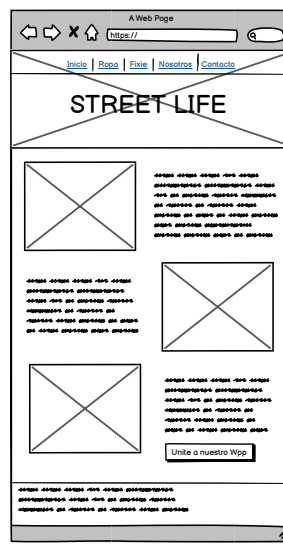 A Web Page
https://
Inicio | Ropa | Fixie | Nosotros | Contacto
STREET LIFE
Unite a nuestro Wpp